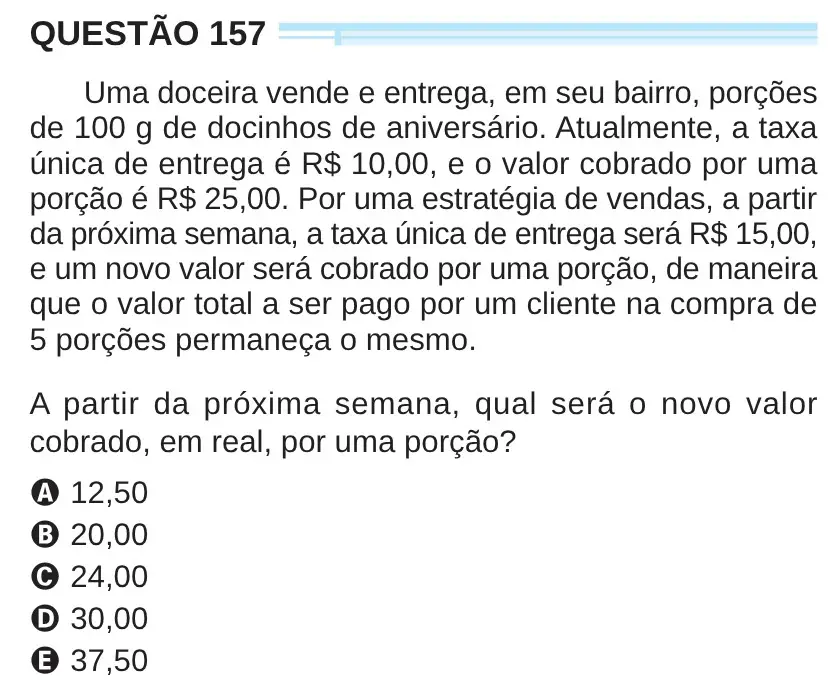 QUESTÃO 157
Uma doceira vende e entrega, em seu bairro, porções
de 100 g de docinhos de aniversário. Atualmente, a taxa
única de entrega é R$ 10,00, e o valor cobrado por uma
porção é R$ 25,00. Por uma estratégia de vendas, a partir
da próxima semana, a taxa única de entrega será R$ 15,00,
e um novo valor será cobrado por uma porção, de maneira
que o valor total a ser pago por um cliente na compra de
5 porções permaneça o mesmo.
A partir da próxima semana, qual será o novo valor
cobrado, em real, por uma porção?
A 12,50
B 20,00
C 24,00
D 30,00
E 37,50